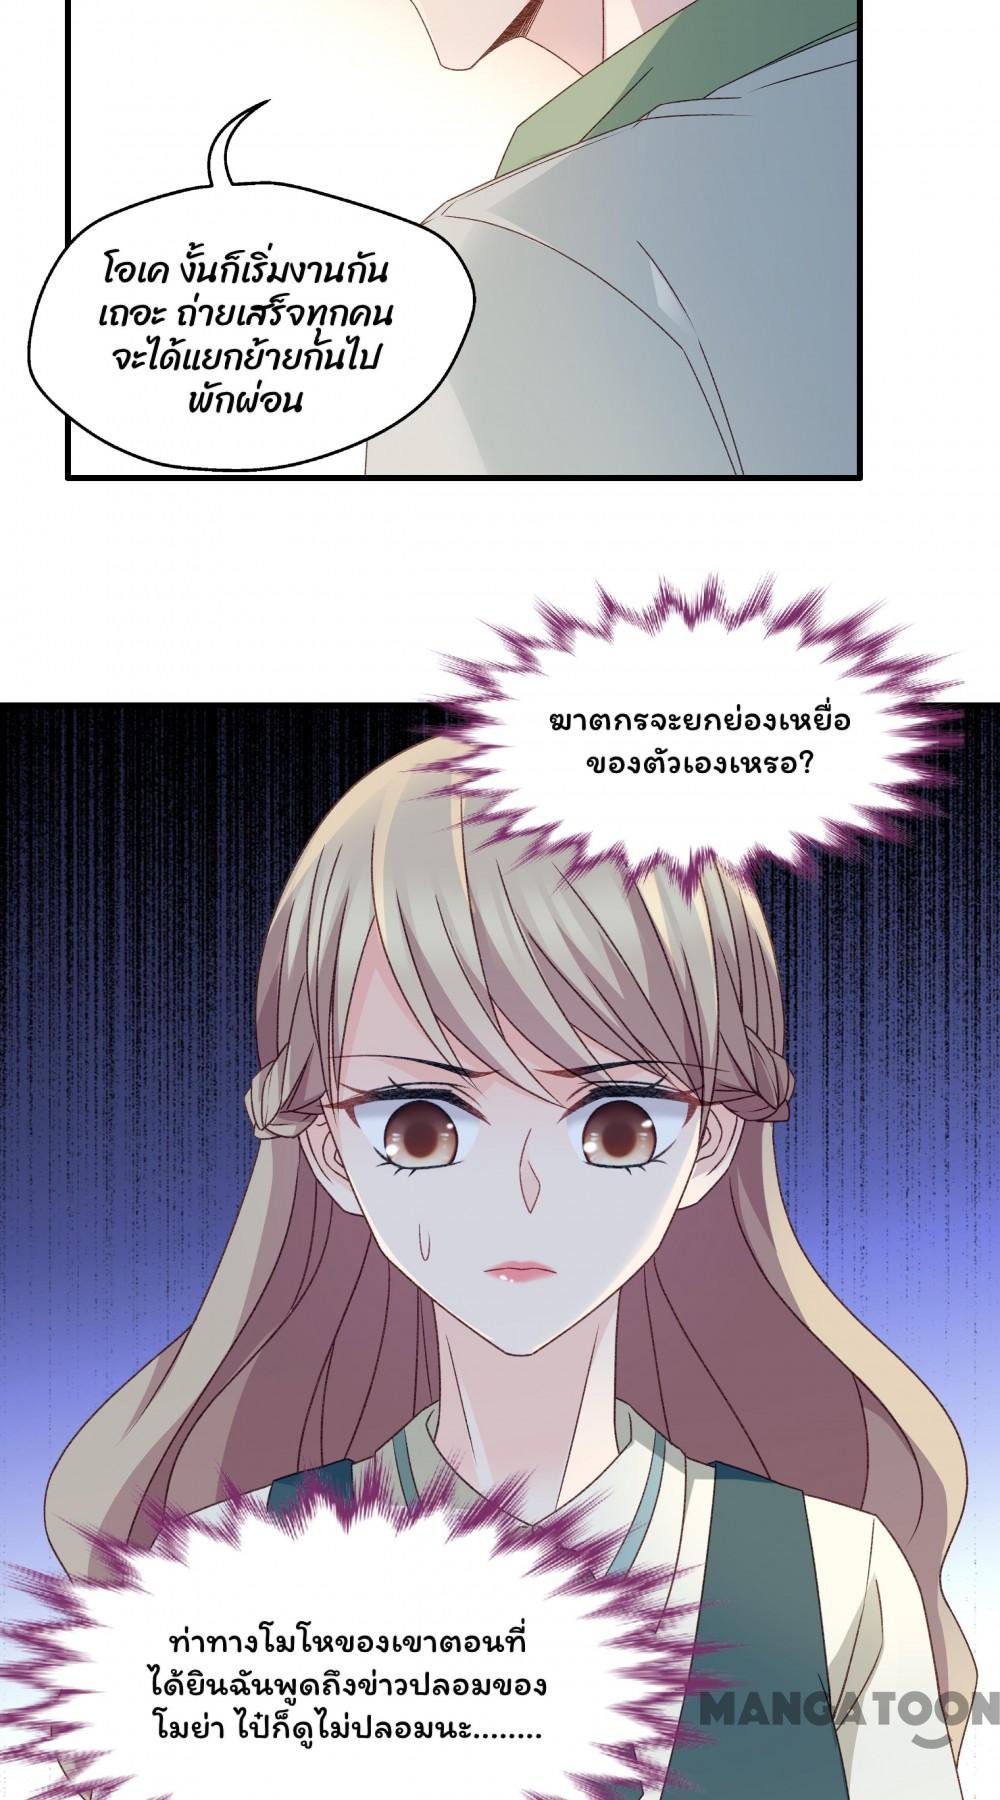 โอเค งั้นก็เริ่มงานกัน
เถอะ ถ่ายเสร็จทุกคน
จะได้แยกย้ายกันไป
พักผ่อน
ฆาตกรจะยกย่องเหยื่อ
ของตัวเองเหรอ?
ท่าทางโมโหของเขาตอนที่
ได้ยินฉันพูดถึงข่าวปลอมของ
โมย่า ไป๋ก็ดูไม่ปลอมนะ........
MANGATOON